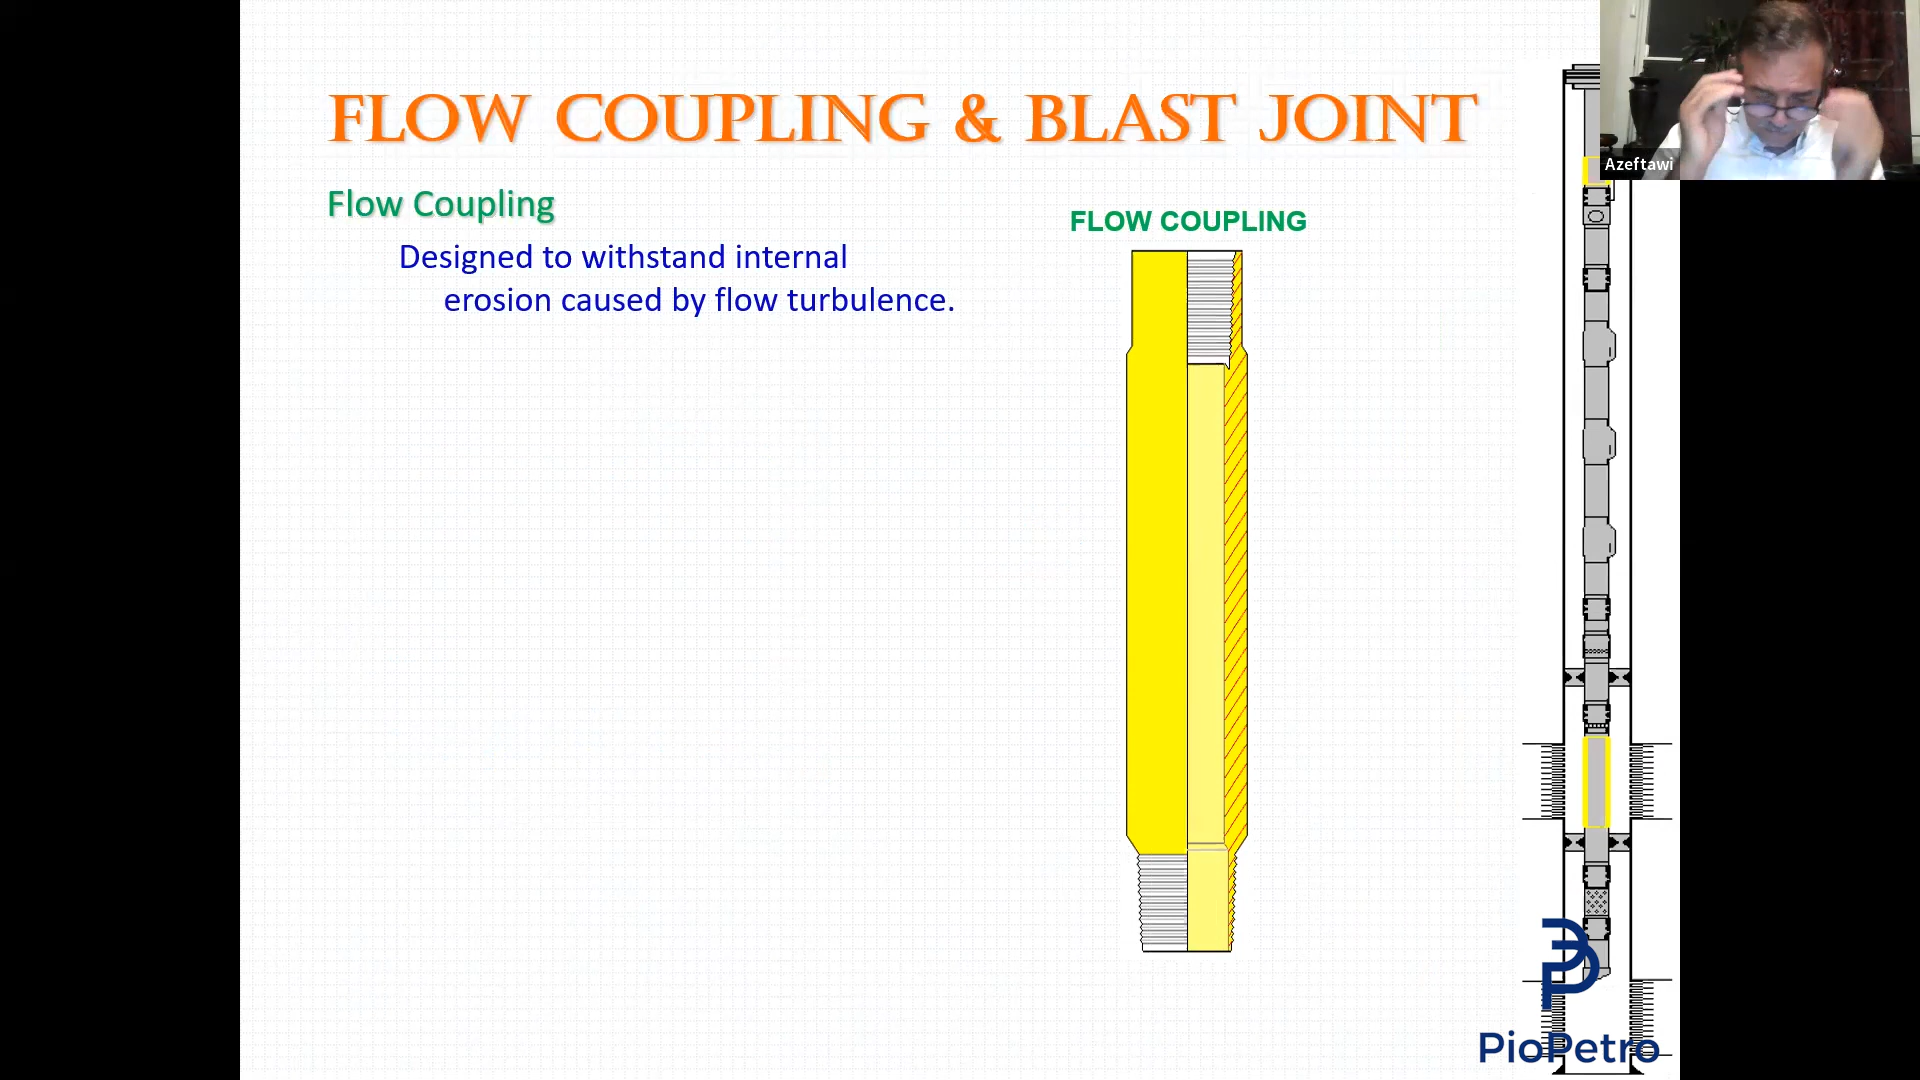 FLOW COUPLING & BLAST JOINT
Azeftawi
Flow Coupling
FLOW COUPLING
Designed to withstand internal
erosion caused by flow turbulence.
PioPetro